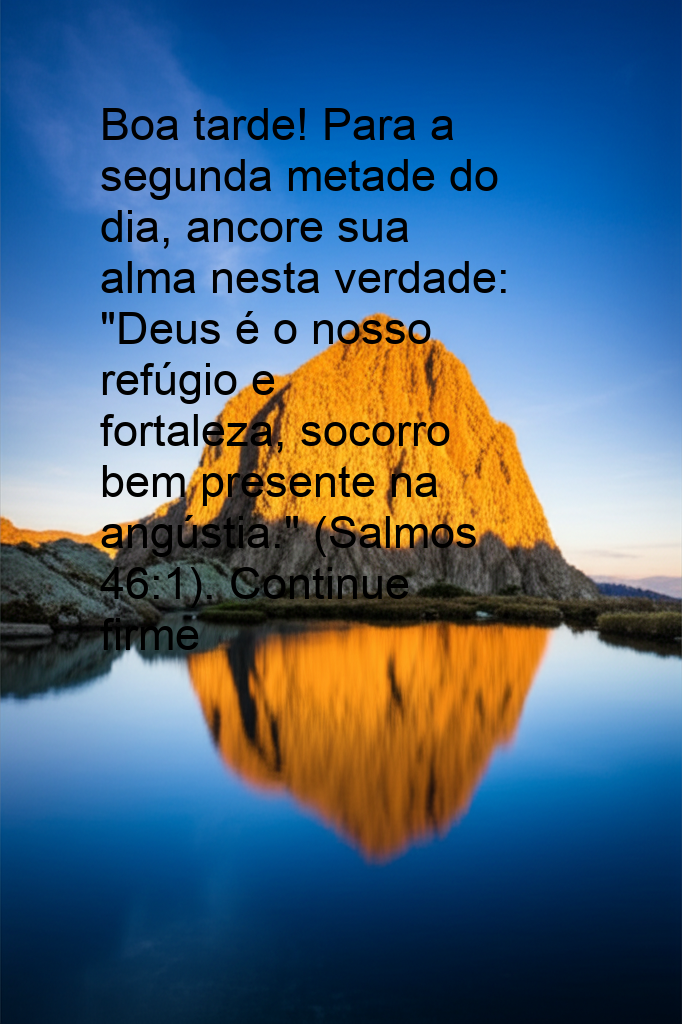 Boa tarde! Para a
segunda metade do
dia, ancore sua
alma nesta verdade:
"Deus é o nosso
refúgio e
fortaleza, socorro
bem presente na
angústia." (Salmos
46:1). Continue
firme